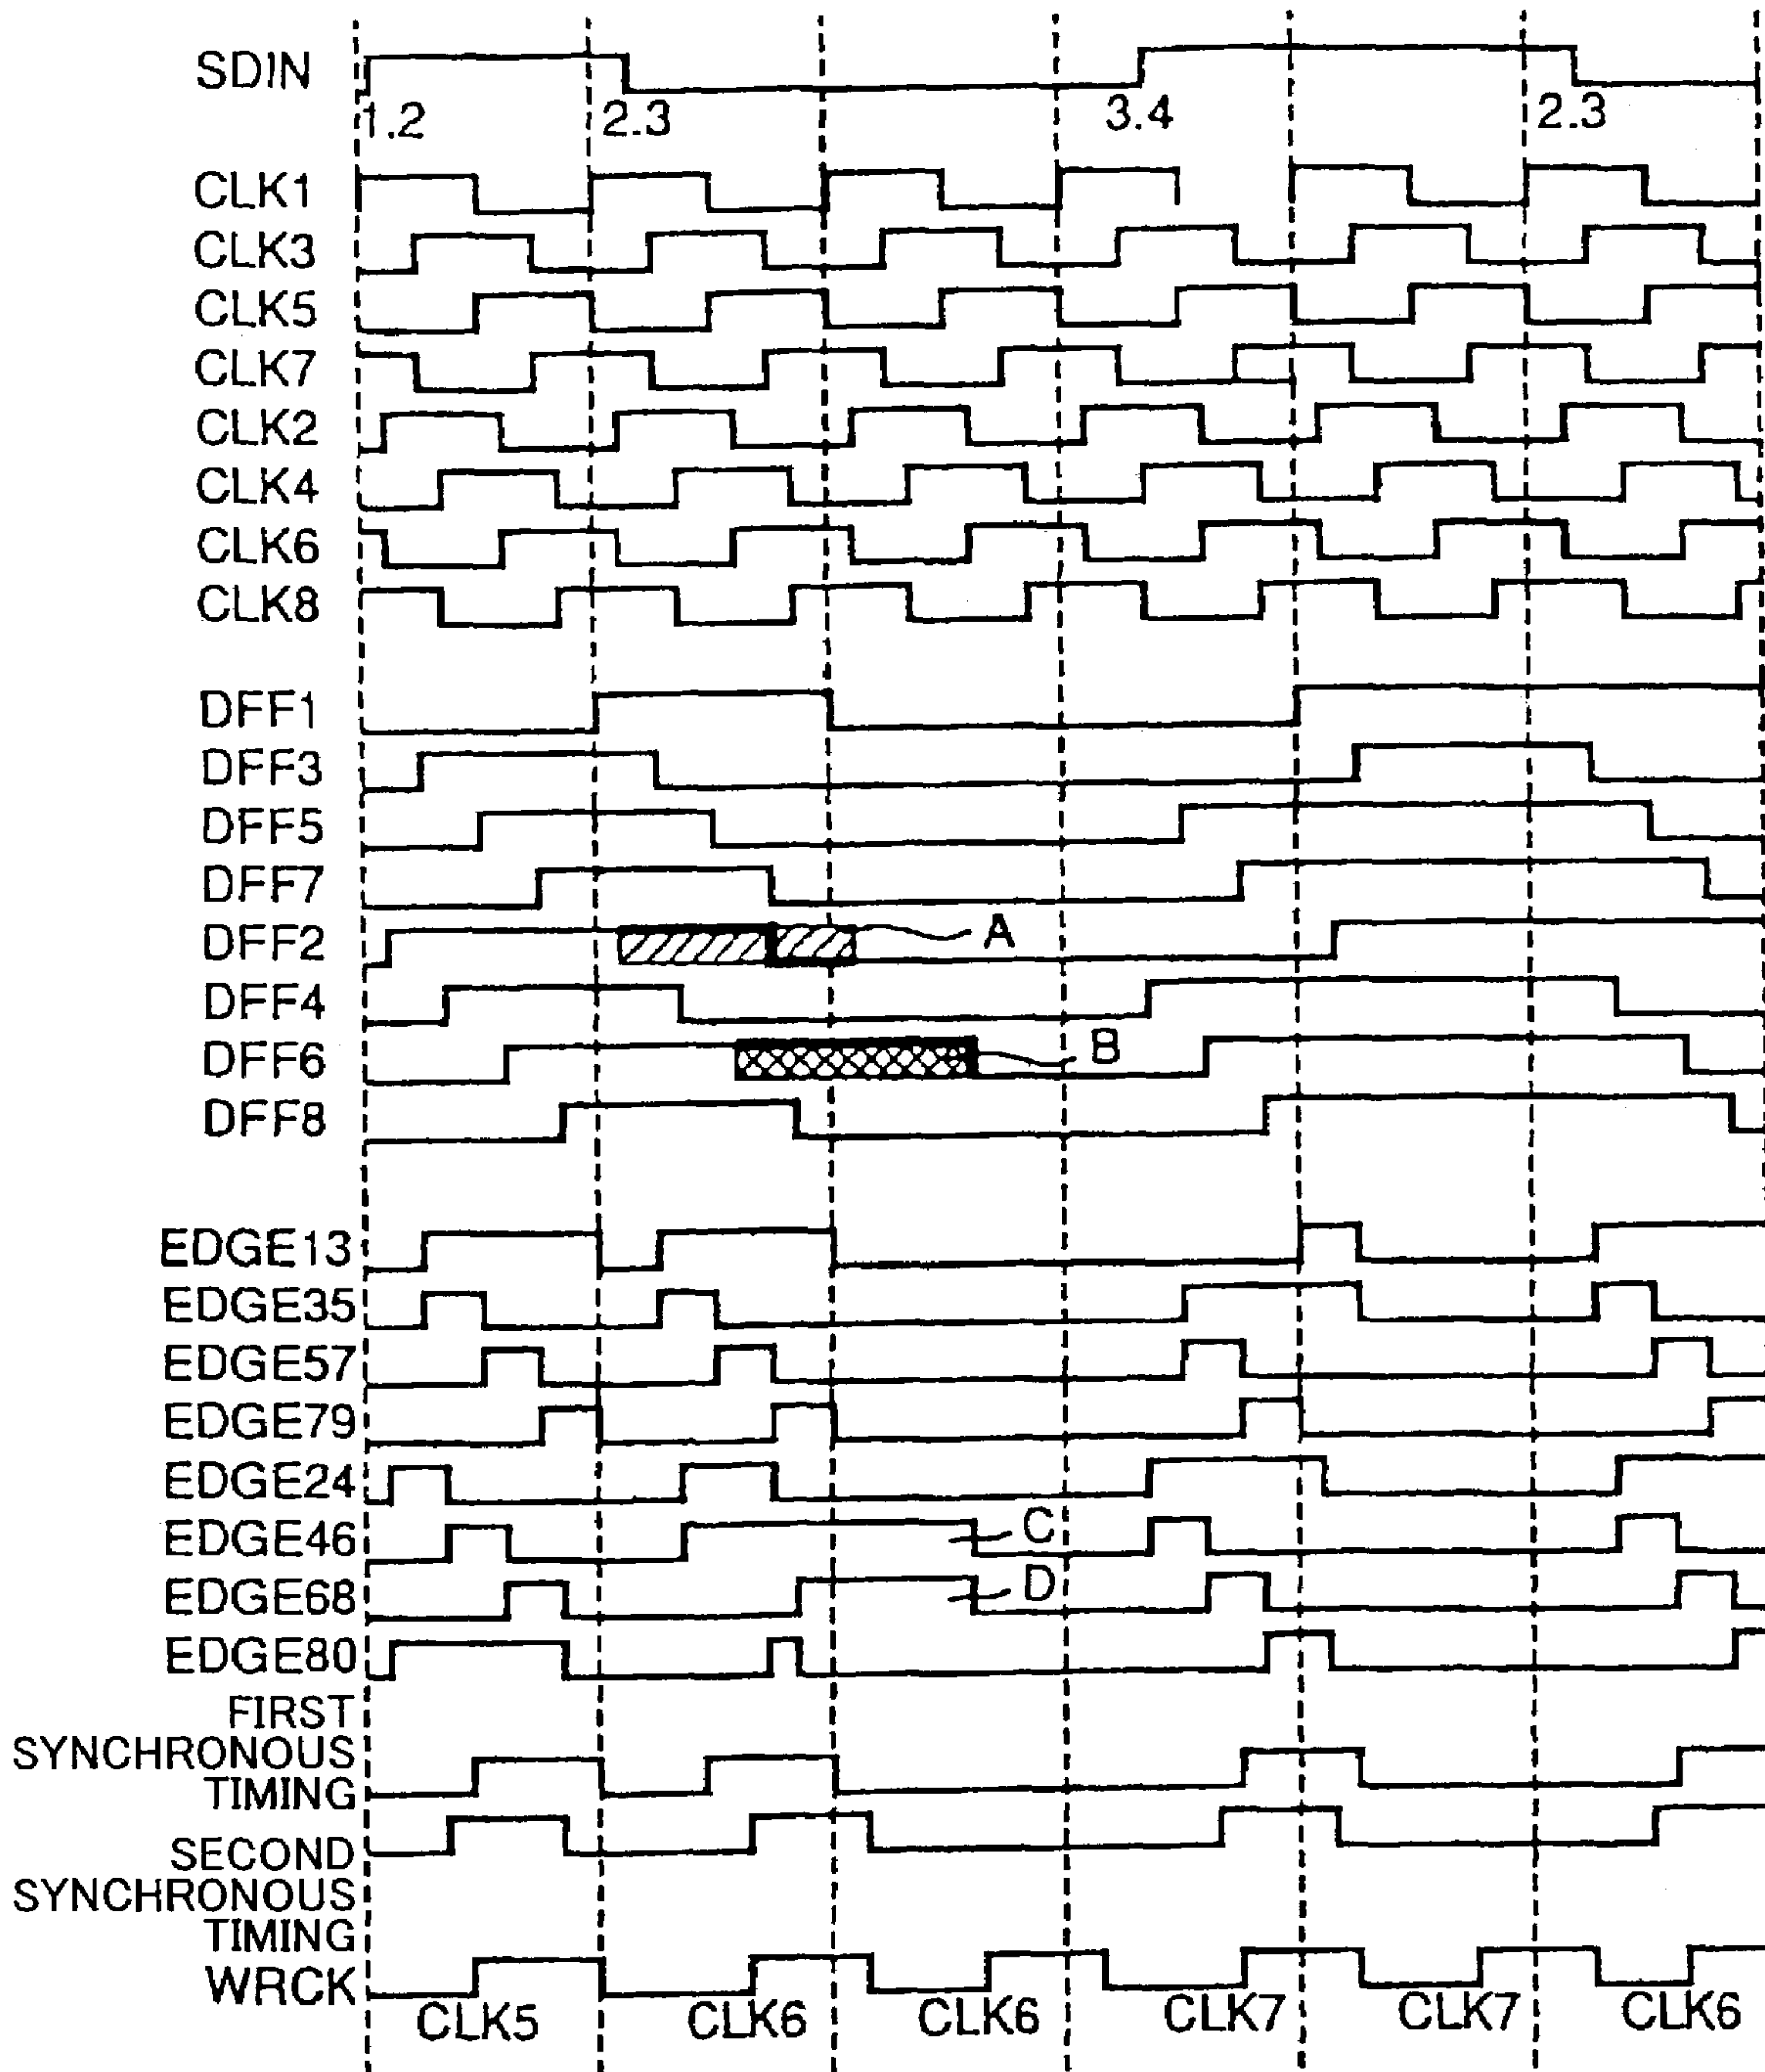 SDIN
1.2 2.3 3.4 2.3
CLK1
CLK3
CLK5
CLK7
CLK2
CLK4
CLK6
CLK8
DFF1
DFF3
DFF5
DFF7
DFF2 A
DFF4
DFF6 B
DFF8
EDGE13
EDGE35
EDGE57
EDGE79
EDGE24
EDGE46 C
EDGE68 D
EDGE80
FIRST
SYNCHRONOUS
TIMING
SECOND
SYNCHRONOUS
TIMING
WRCK
CLK5 CLK6 CLK6 CLK7 CLK7 CLK6